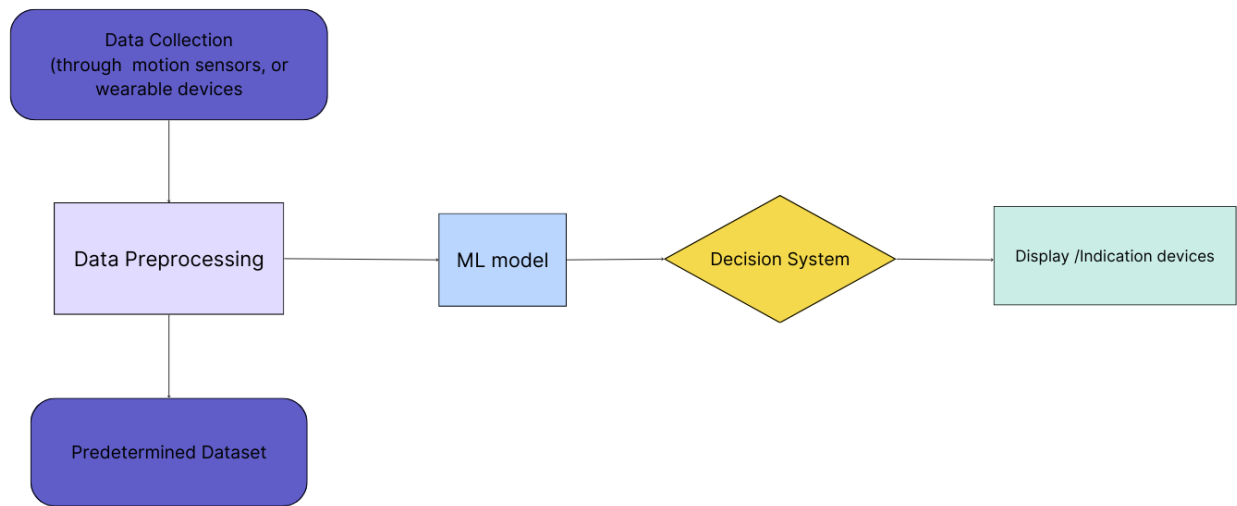 Data Collection
(through  motion sensors, or
wearable devices
Data Preprocessing
ML model
Decision System
Display /Indication devices
Predetermined Dataset